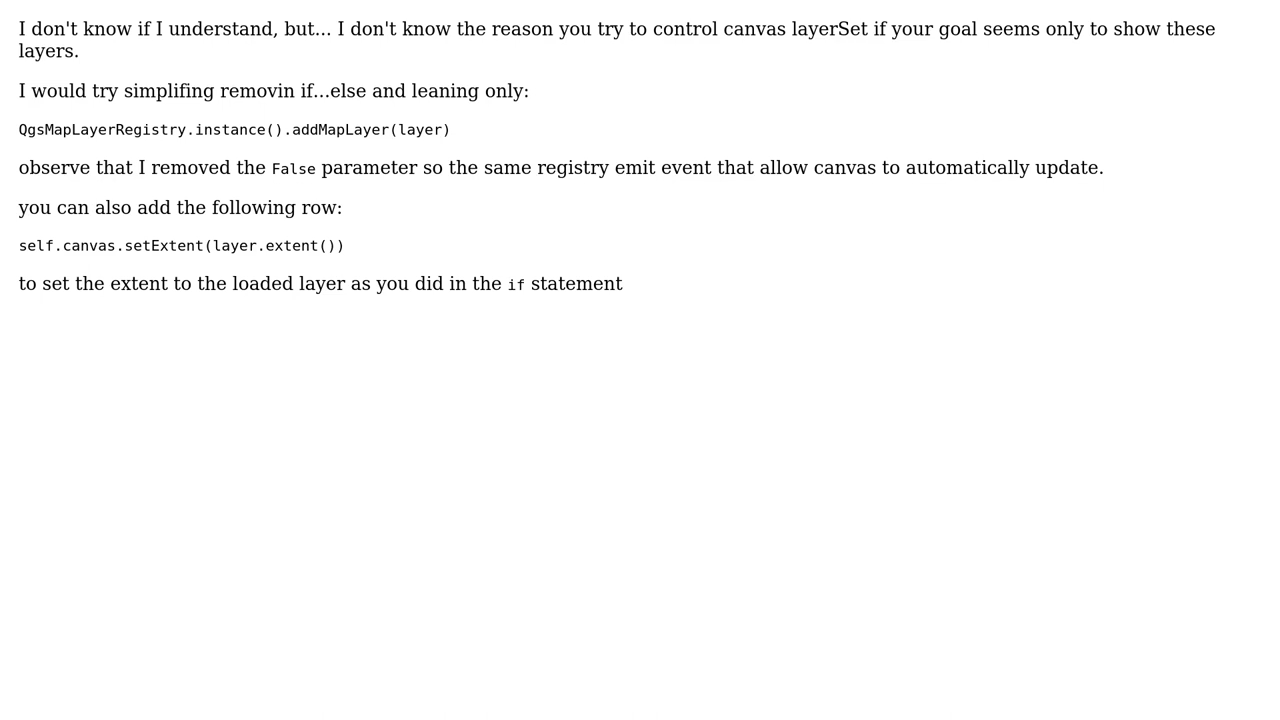 I don't know if I understand, but... I don't know the reason you try to control canvas layerSet if your goal seems only to show these
layers.
I would try simplifing removin if...else and leaning only:
QgsMapLayerRegistry.instance().addMapLayer(layer)
observe that I removed the False parameter so the same registry emit event that allow canvas to automatically update.
you can also add the following row:
self.canvas.setExtent(layer.extent())
to set the extent to the loaded layer as you did in the if statement